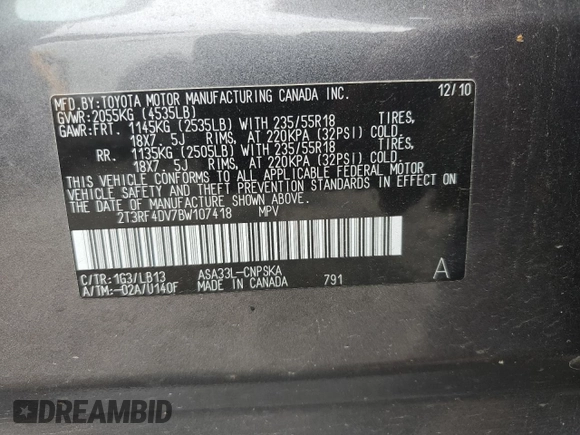 MFD.BY:TOYOTA MOTOR MANUFACTURING CANADA INC. 12/10
GVWR:2055KG (4535LB)
GAWR:FRT. 1145KG (2535LB) WITH 235/55R18 TIRES,
18X7 5J RIMS, AT 220KPA (32PSI) COLD.
RR. 1135KG (2505LB) WITH 235/55R18 TIRES,
18X7 5J RIMS, AT 220KPA (32PSI) COLD.
THIS VEHICLE CONFORMS TO ALL APPLICABLE FEDERAL MOTOR
VEHICLE SAFETY AND THEFT PREVENTION STANDARDS IN EFFECT ON
THE DATE OF MANUFACTURE SHOWN ABOVE.
2T3RF4DV7BW107418 MPV
C/TR:1G3/LB13 ASA33L-CNPSKA
A/TM:-02A/U140F MADE IN CANADA 791 A
DREAMBID